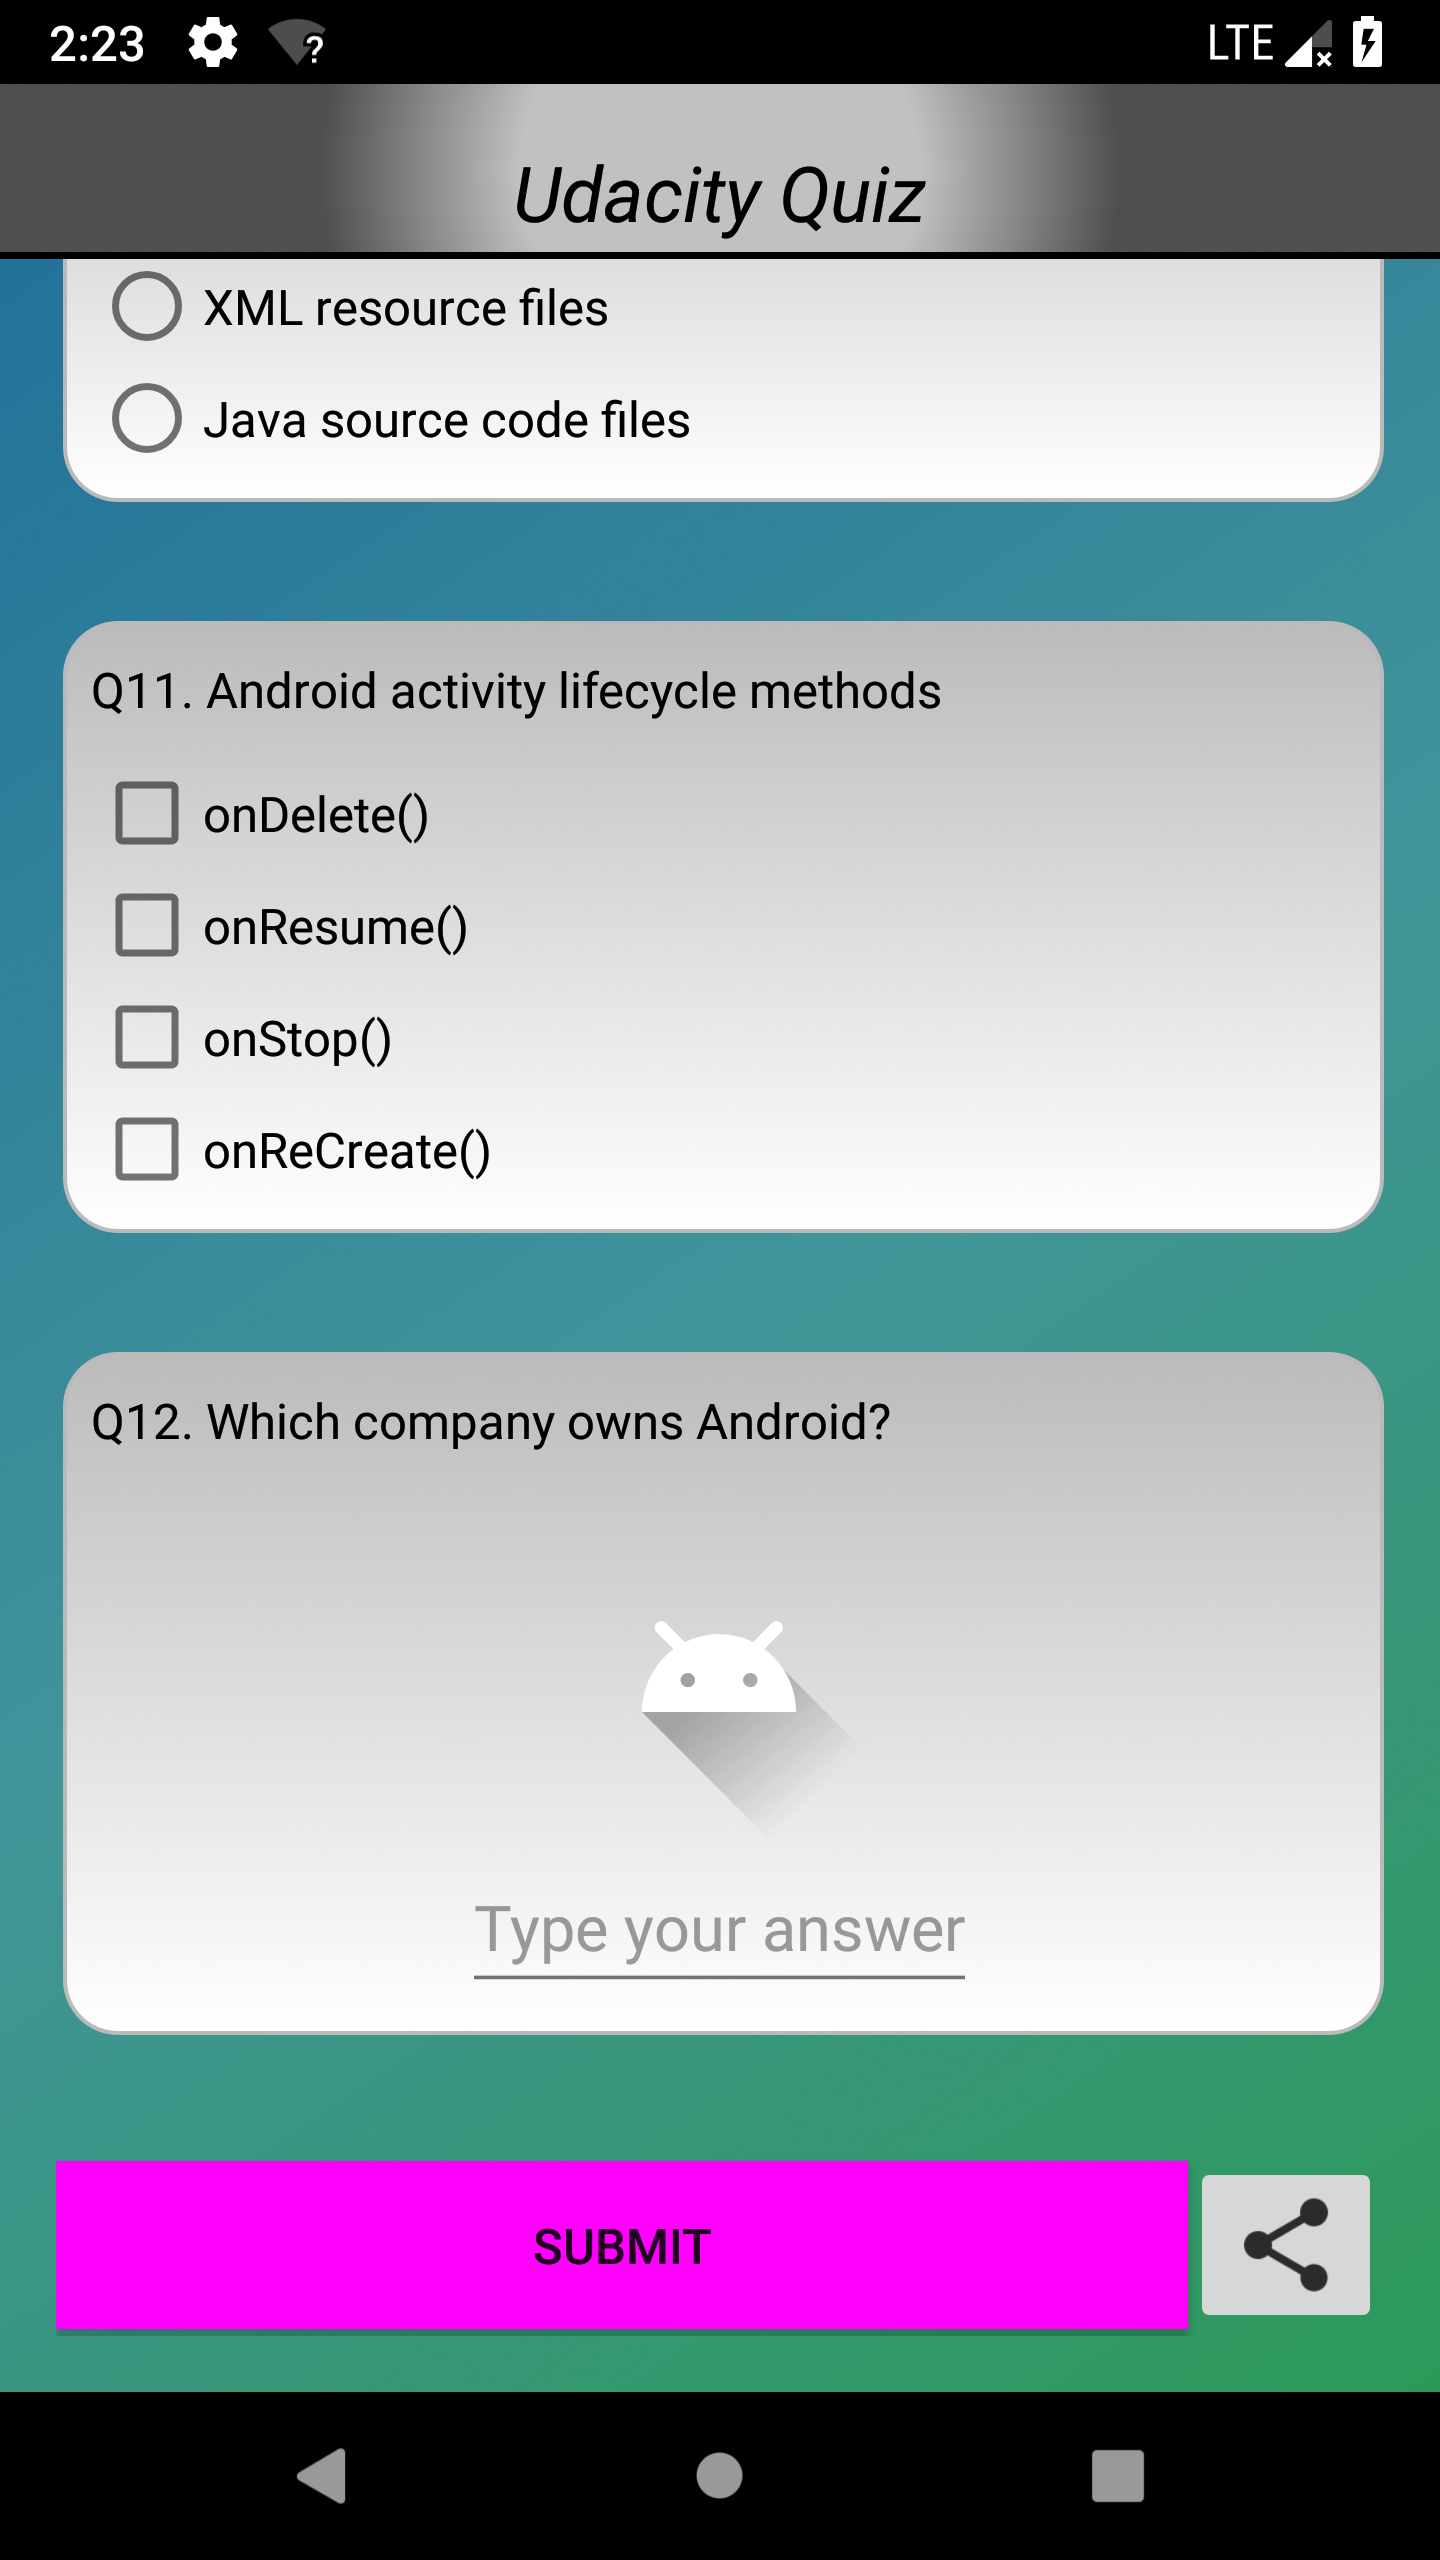 2:23
LTE
Udacity Quiz
XML resource files
Java source code files
Q11. Android activity lifecycle methods
onDelete()
onResume()
onStop()
onReCreate()
Q12. Which company owns Android?
Type your answer
SUBMIT